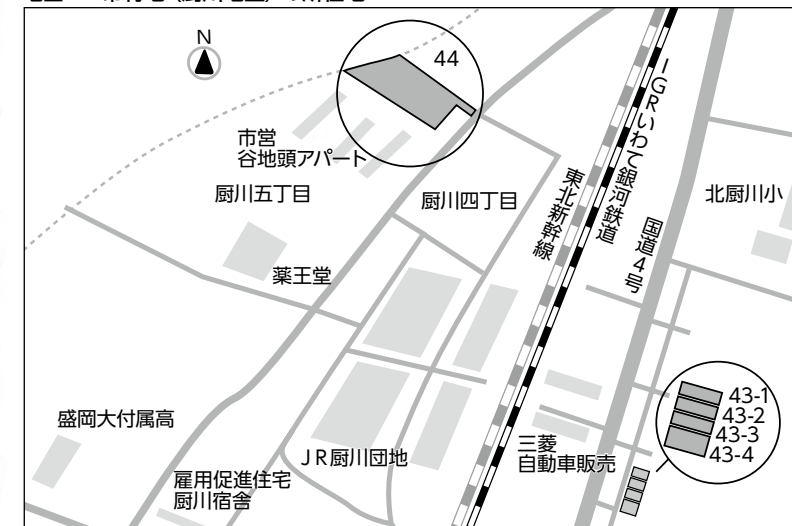 N
44
市営
谷地頭アパート
厨川五丁目
厨川四丁目
東北新幹線
IGRいわて銀河鉄道
国道4号
北厨川小
薬王堂
盛岡大付属高
雇用促進住宅
厨川宿舎
JR厨川団地
三菱
自動車販売
43-1
43-2
43-3
43-4